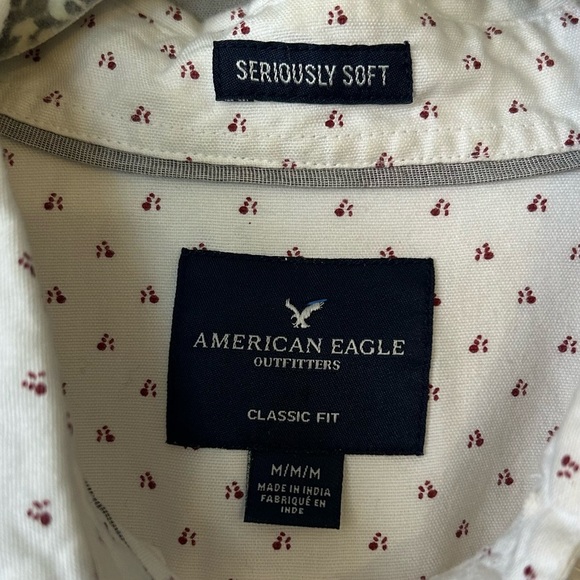 SERIOUSLY SOFT
AMERICAN EAGLE
OUTFITTERS
CLASSIC FIT
M/M/M
MADE IN INDIA
FABRIQUÉ EN
INDE